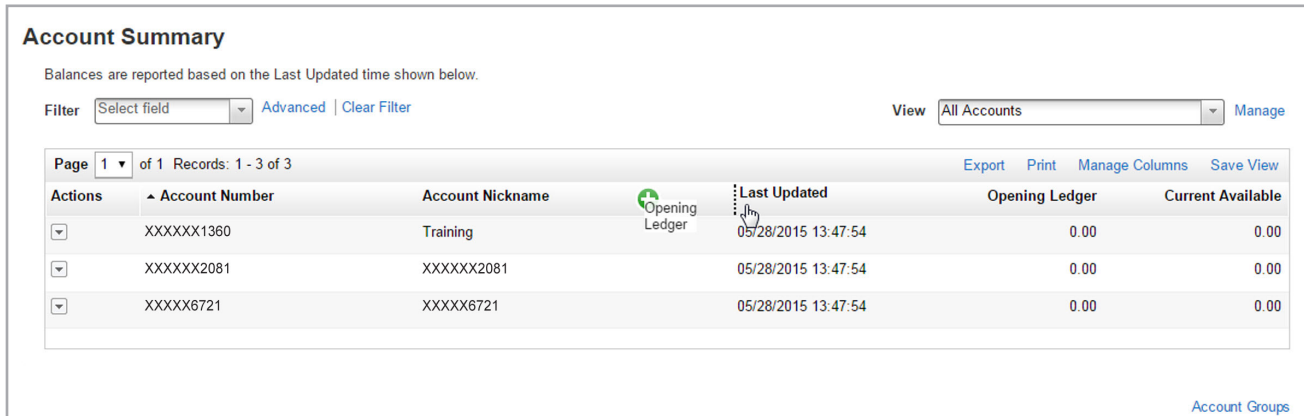 Account Summary
Balances are reported based on the Last Updated time shown below.
Filter Select field Advanced | Clear Filter View All Accounts Manage
Page 1 of 1 Records: 1 - 3 of 3 Export Print Manage Columns Save View
Actions Account Number Account Nickname Last Updated Opening Ledger Current Available
Opening
Ledger
XXXXXX1360 Training 05/28/2015 13:47:54 0.00 0.00
XXXXXX2081 XXXXXX2081 05/28/2015 13:47:54 0.00 0.00
XXXXX6721 XXXXX6721 05/28/2015 13:47:54 0.00 0.00
Account Groups